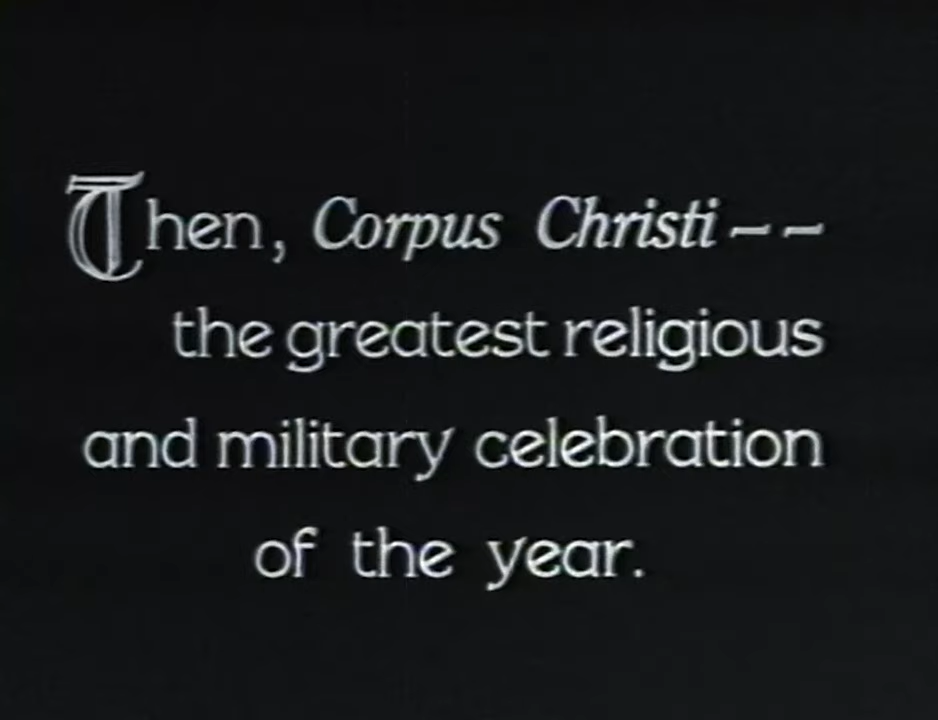 Then, Corpus Christi --
the greatest religious
and military celebration
of the year.